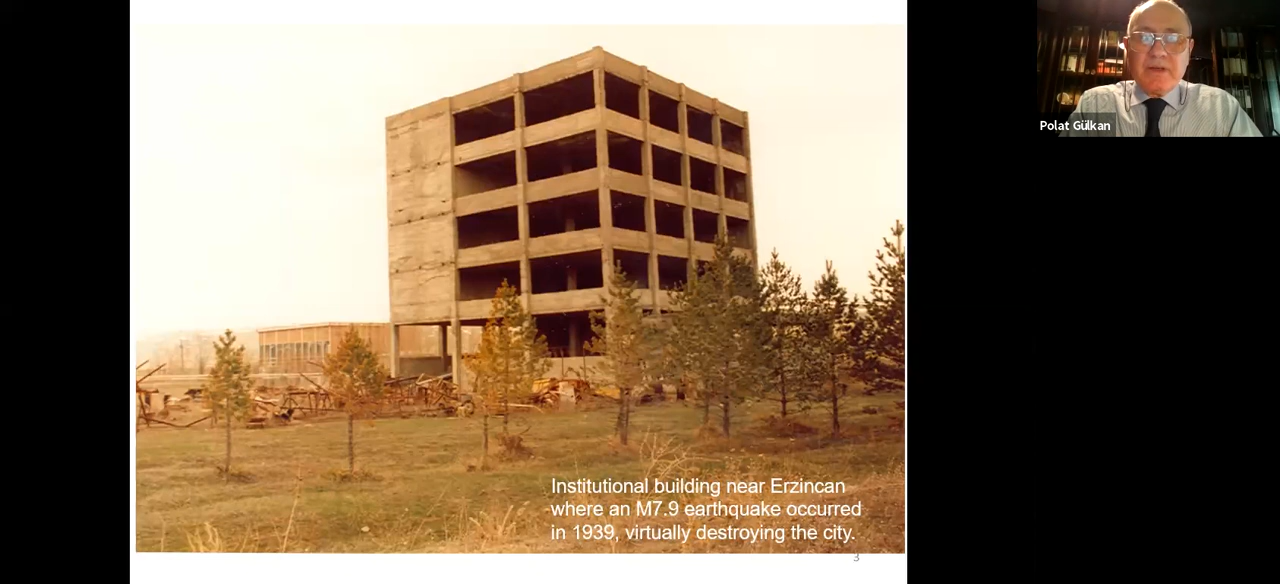 Polat Gülkan
Institutional building near Erzincan
where an M7.9 earthquake occurred
in 1939, virtually destroying the city.
3